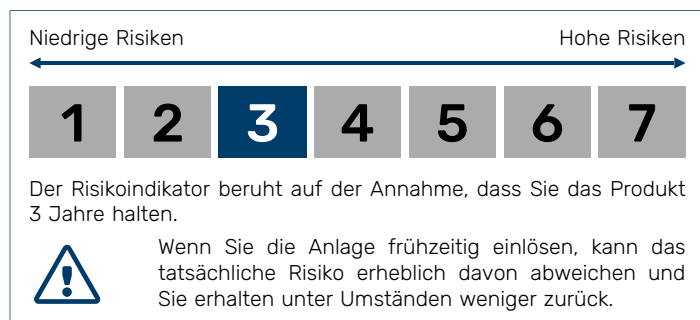 Niedrige Risiken Hohe Risiken
1 2 3 4 5 6 7
Der Risikoindikator beruht auf der Annahme, dass Sie das Produkt
3 Jahre halten.
Wenn Sie die Anlage frühzeitig einlösen, kann das
tatsächliche Risiko erheblich davon abweichen und
Sie erhalten unter Umständen weniger zurück.